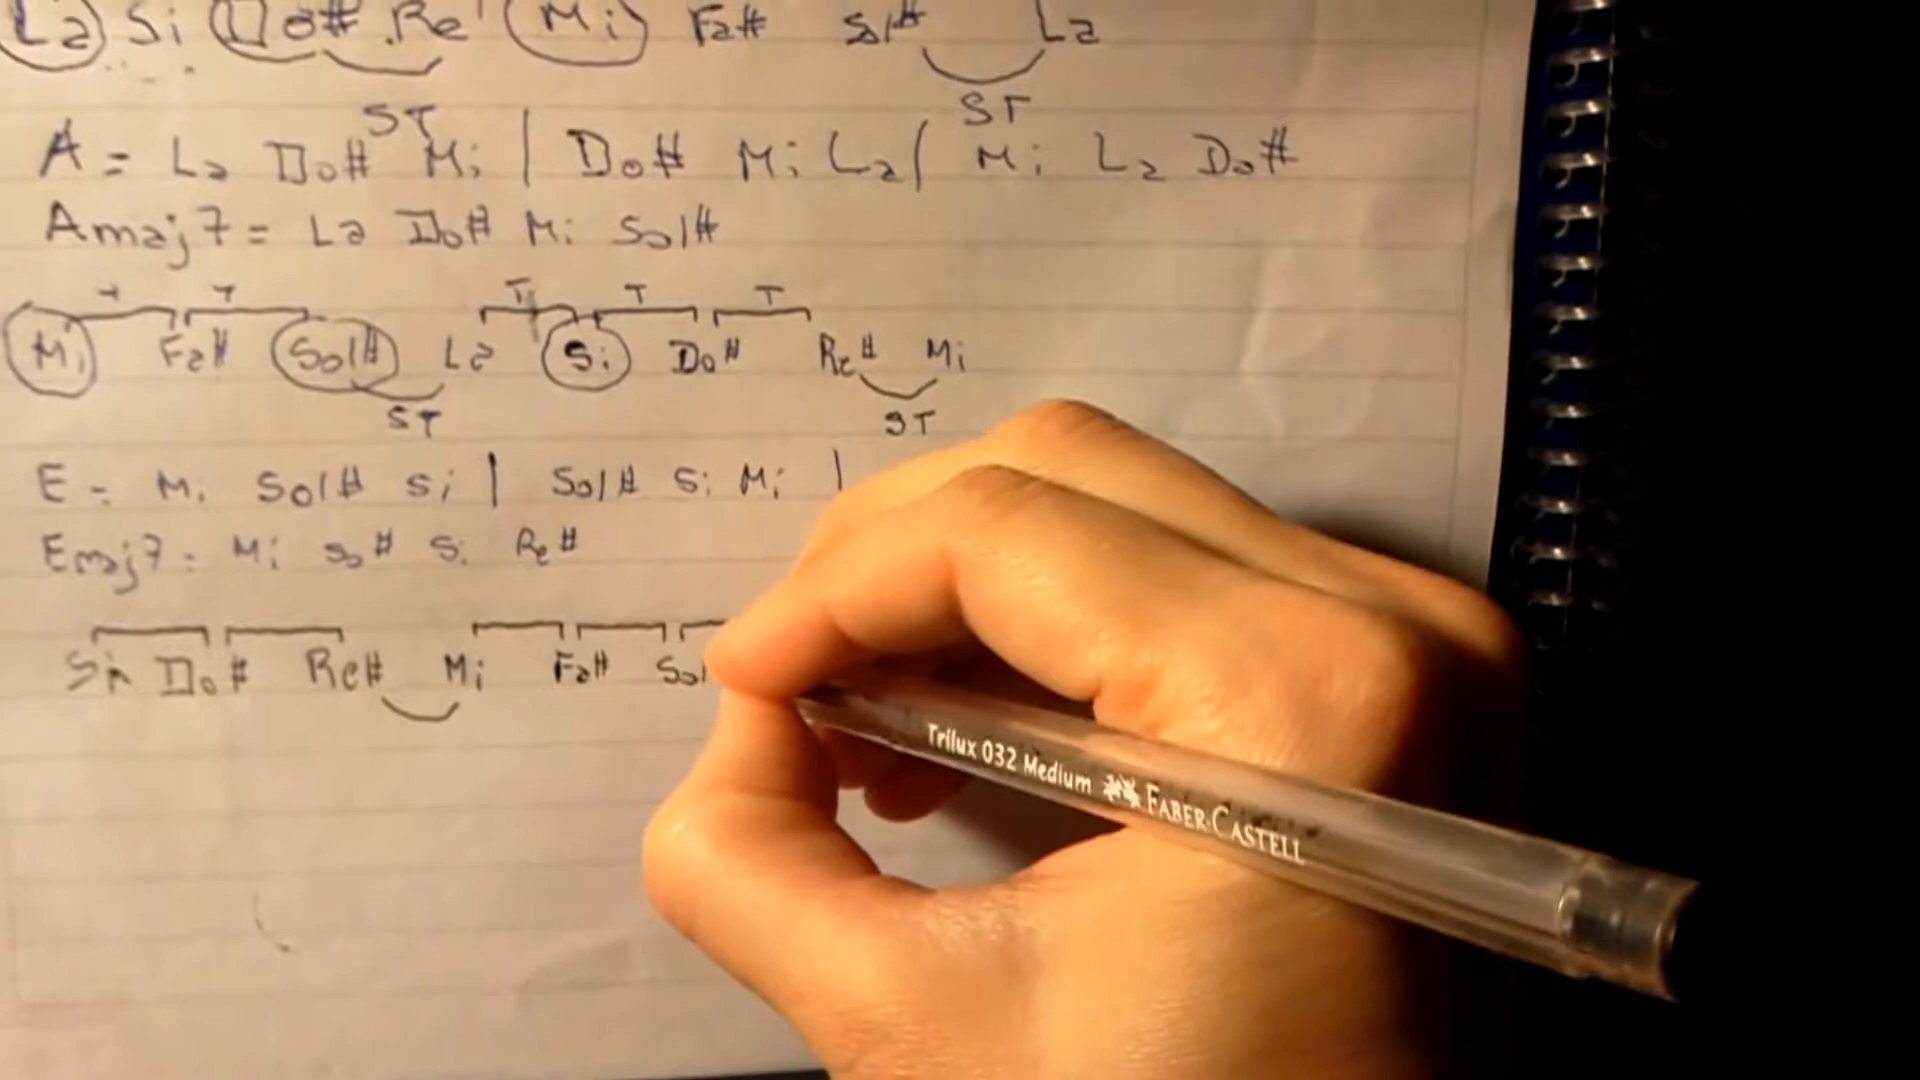 La Si Do# Re Mi Fa# Sol# La
ST ST
A = La Do# Mi | Do# Mi La | Mi La Do#
Amaj7 = La Do# Mi Sol#
T T T T T
Mi Fa# Sol# La Si Do# Re# Mi
ST ST
E = Mi Sol# Si | Sol# Si Mi |
Emaj7 = Mi So# Si Re#
Si Do# Re# Mi Fa# Sol
Trilux 032 Medium FABER-CASTELL